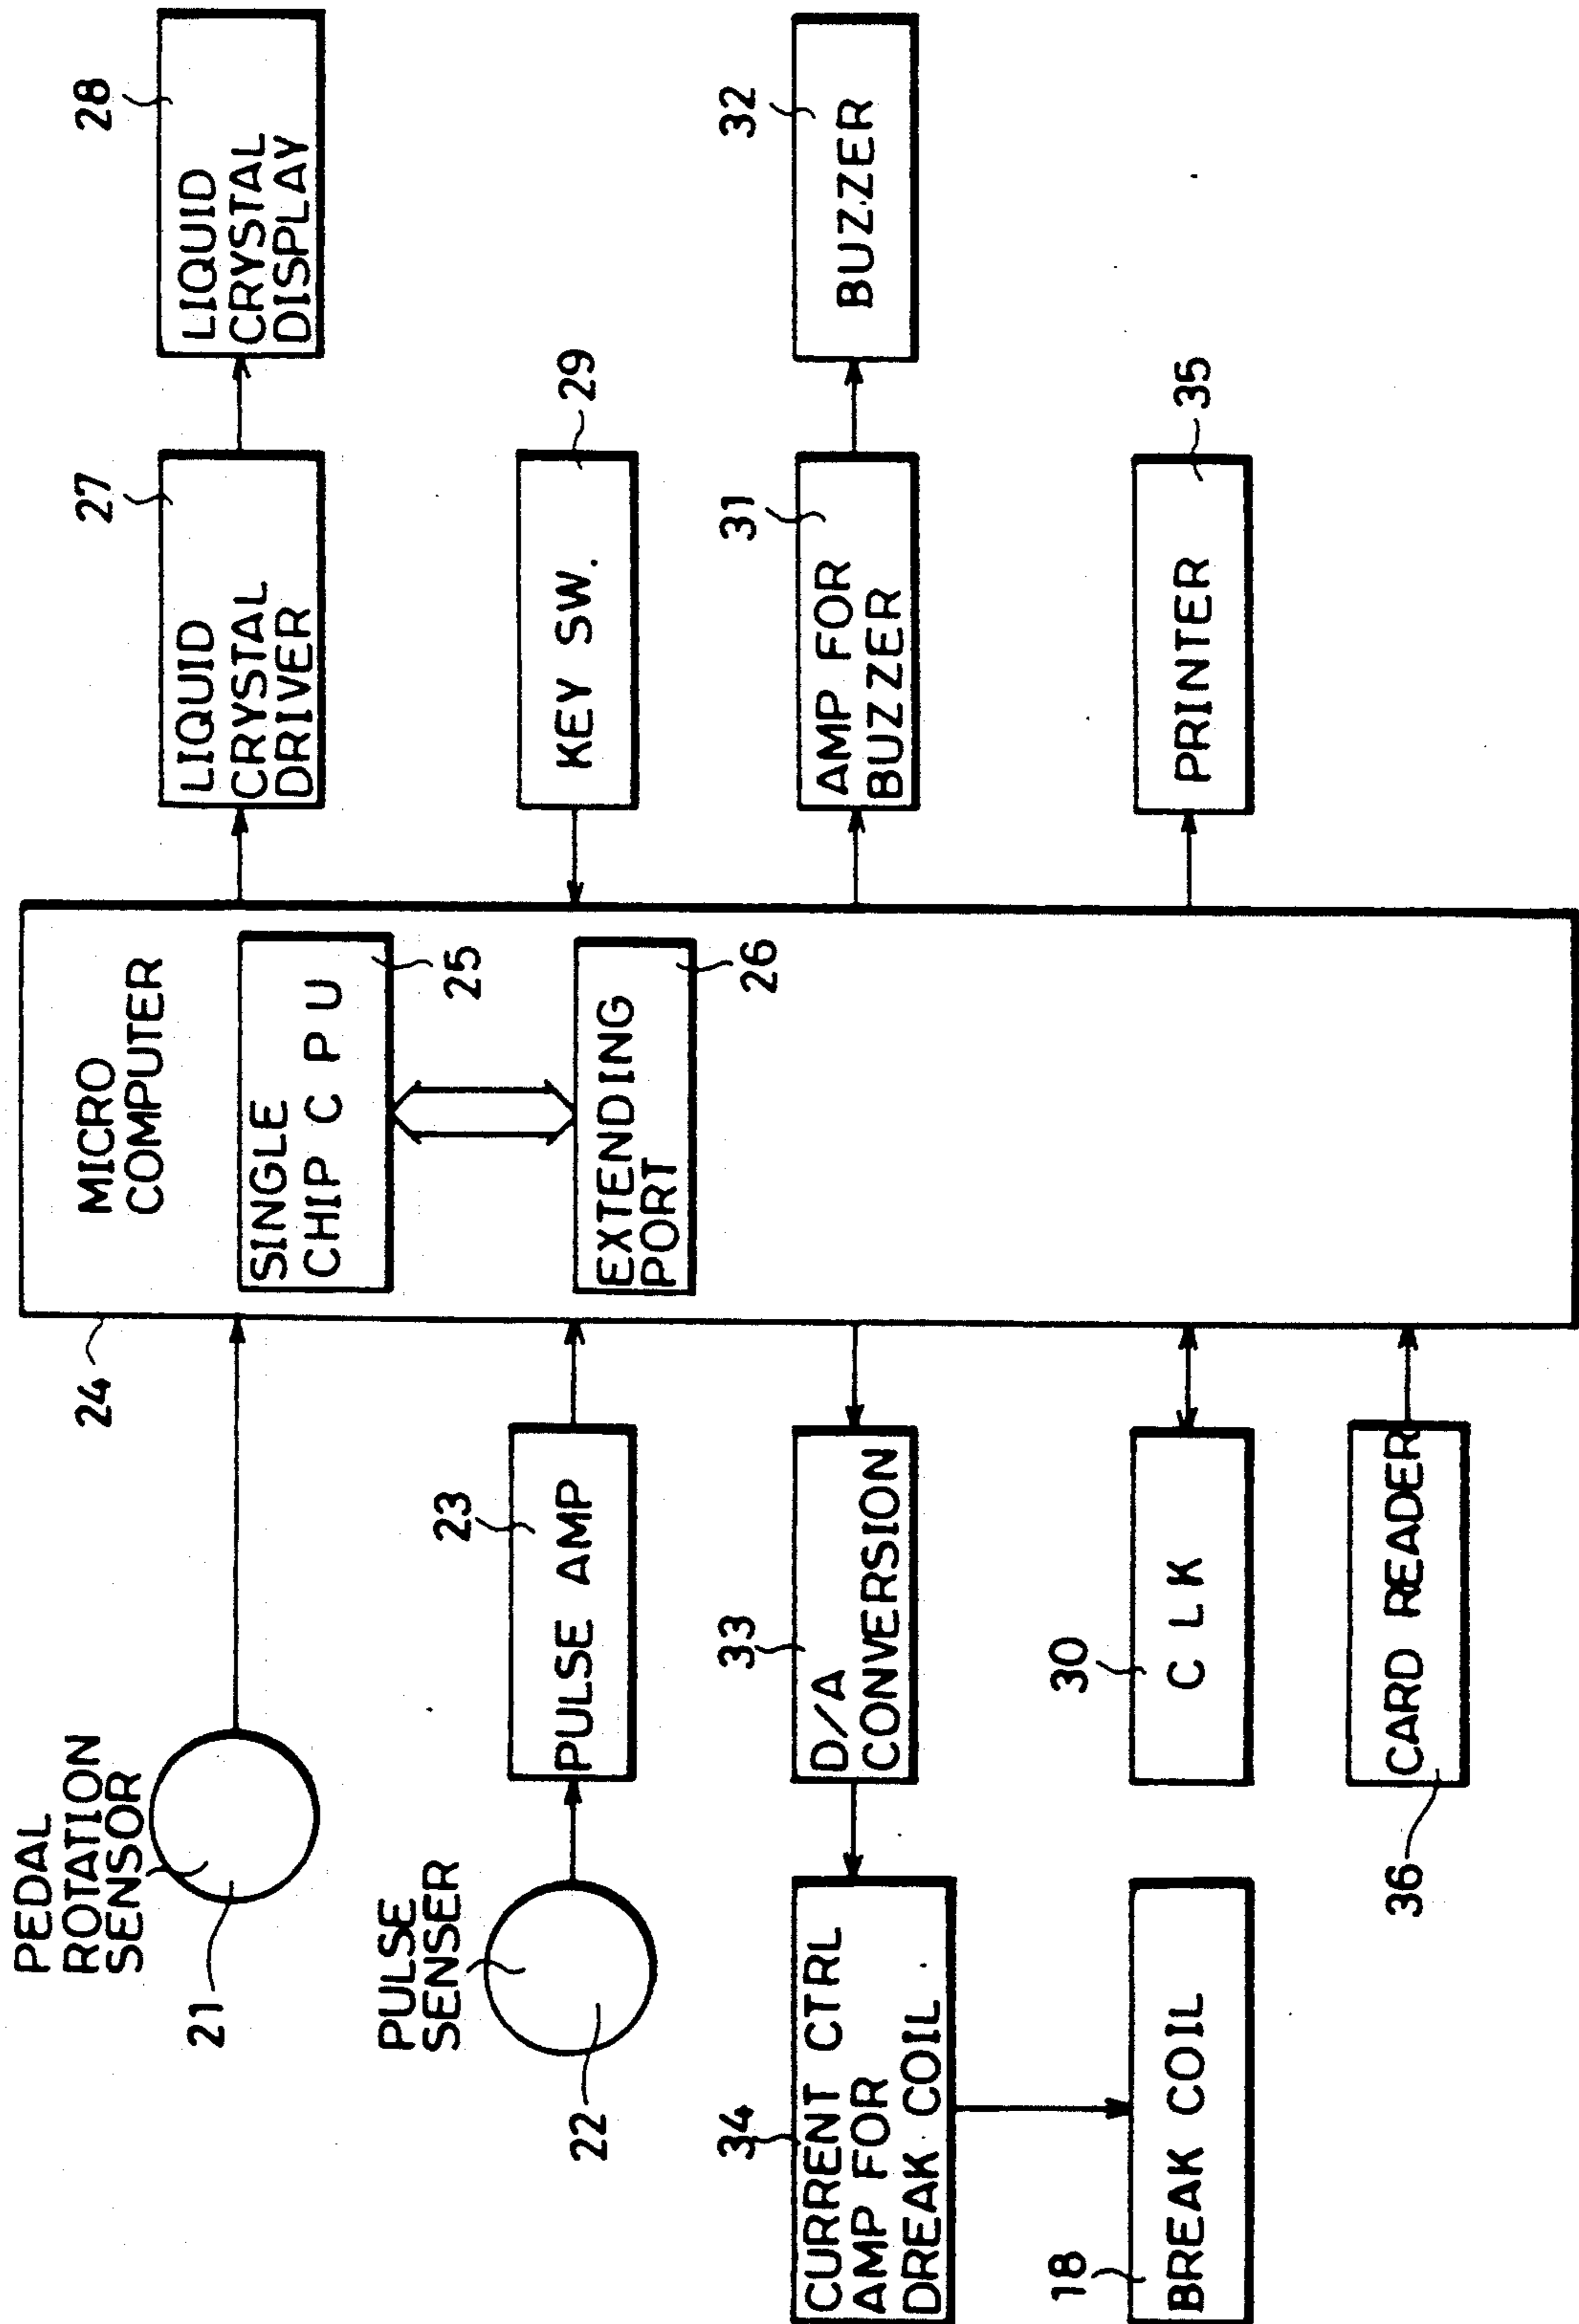 PEDAL
ROTATION
SENSOR
21
24
MICRO
COMPUTER
SINGLE
CHIP C P U
25
27
LIQUID
CRYSTAL
DRIVER
28
LIQUID
CRYSTAL
DISPLAY
PULSE
SENSER
22
23
PULSE AMP
EXTENDING
PORT
26
KEY SW.
29
34
CURRENT CTRL
AMP FOR
DREAK COIL
33
D/A
CONVERSION
31
AMP FOR
BUZZER
32
BUZZER
18
BREAK COIL
30
C LK
PRINTER
35
36
CARD READER